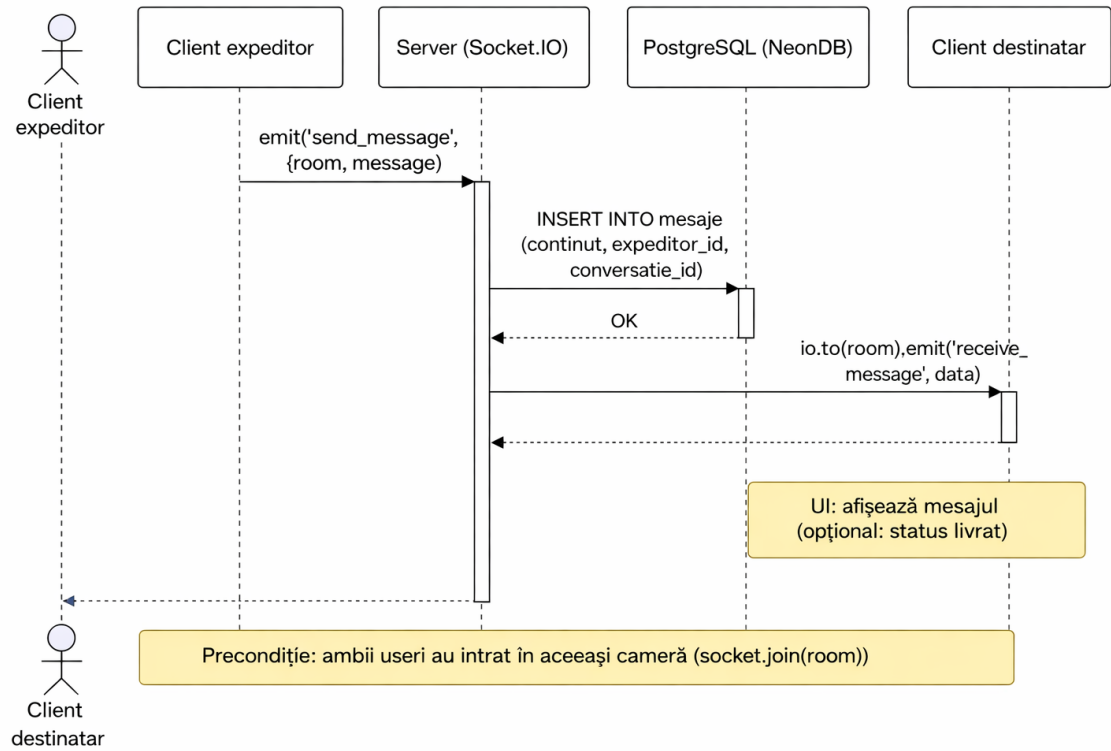 Client expeditor
Server (Socket.IO)
PostgreSQL (NeonDB)
Client destinatar
Client
expeditor
emit('send_message',
{room, message)
INSERT INTO mesaje
(continut, expeditor_id,
conversatie_id)
OK
io.to(room),emit('receive_
message', data)
UI: afişează mesajul
(opţional: status livrat)
Precondiţie: ambii useri au intrat în aceeaşi cameră (socket.join(room))
Client
destinatar